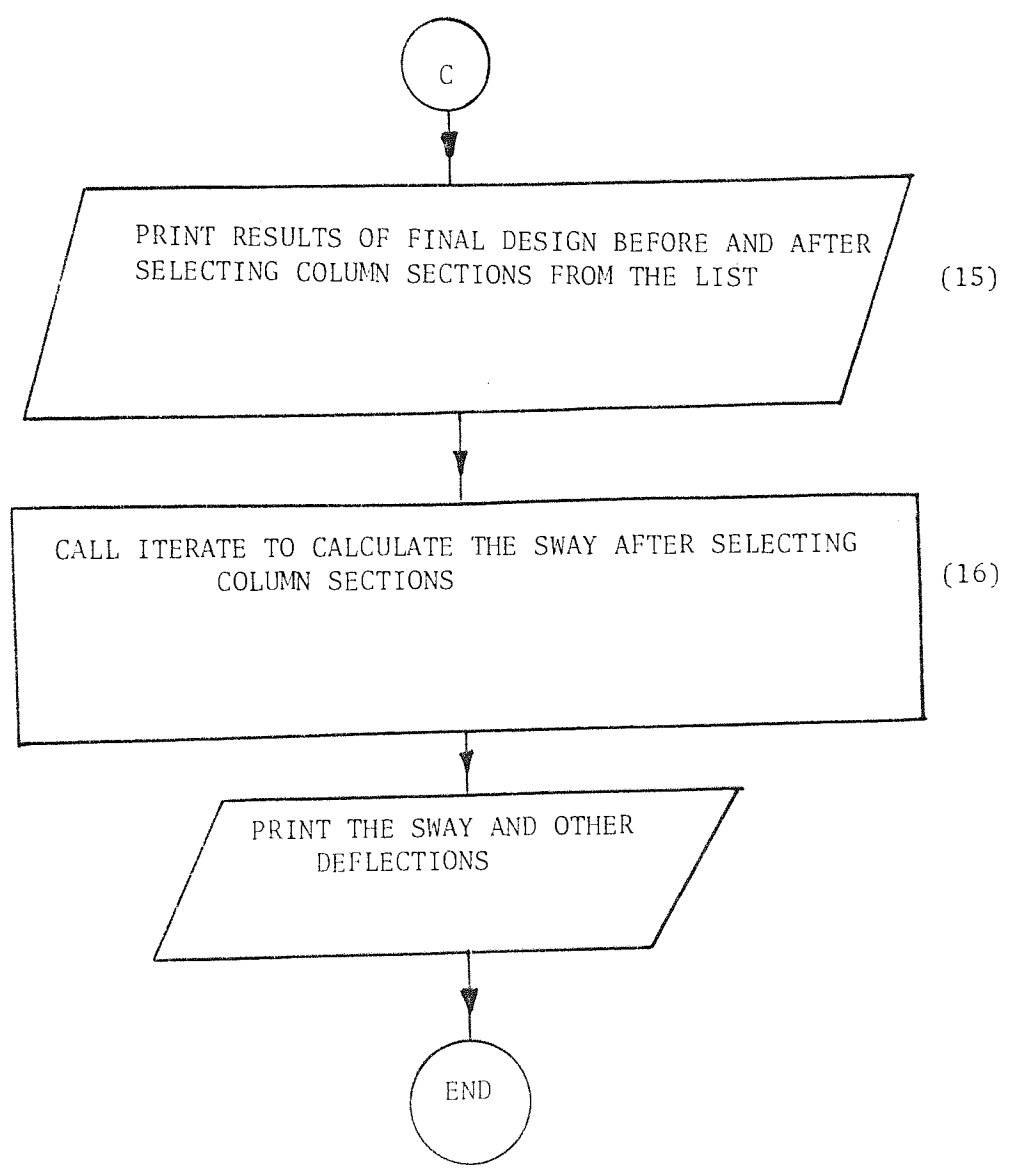 C
PRINT RESULTS OF FINAL DESIGN BEFORE AND AFTER
SELECTING COLUMN SECTIONS FROM THE LIST
(15)
CALL ITERATE TO CALCULATE THE SWAY AFTER SELECTING
COLUMN SECTIONS
(16)
PRINT THE SWAY AND OTHER
DEFLECTIONS
END